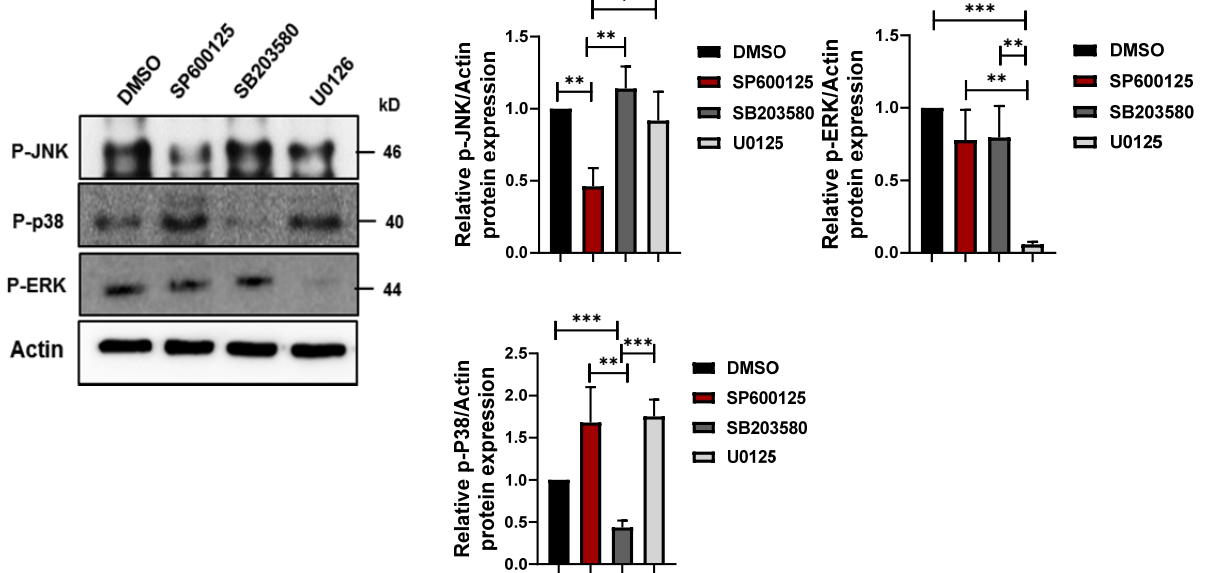 DMSO
SP600125
SB203580
U0126
kD
P-JNK
46
P-p38
40
P-ERK
44
Actin
Relative p-JNK/Actin
protein expression
1.5
1.0
0.5
0.0
**
**
DMSO
SP600125
SB203580
U0125
Relative p-ERK/Actin
protein expression
1.5
1.0
0.5
0.0
***
**
**
DMSO
SP600125
SB203580
U0125
Relative p-P38/Actin
protein expression
2.5
2.0
1.5
1.0
0.5
0.0
***
***
**
DMSO
SP600125
SB203580
U0125